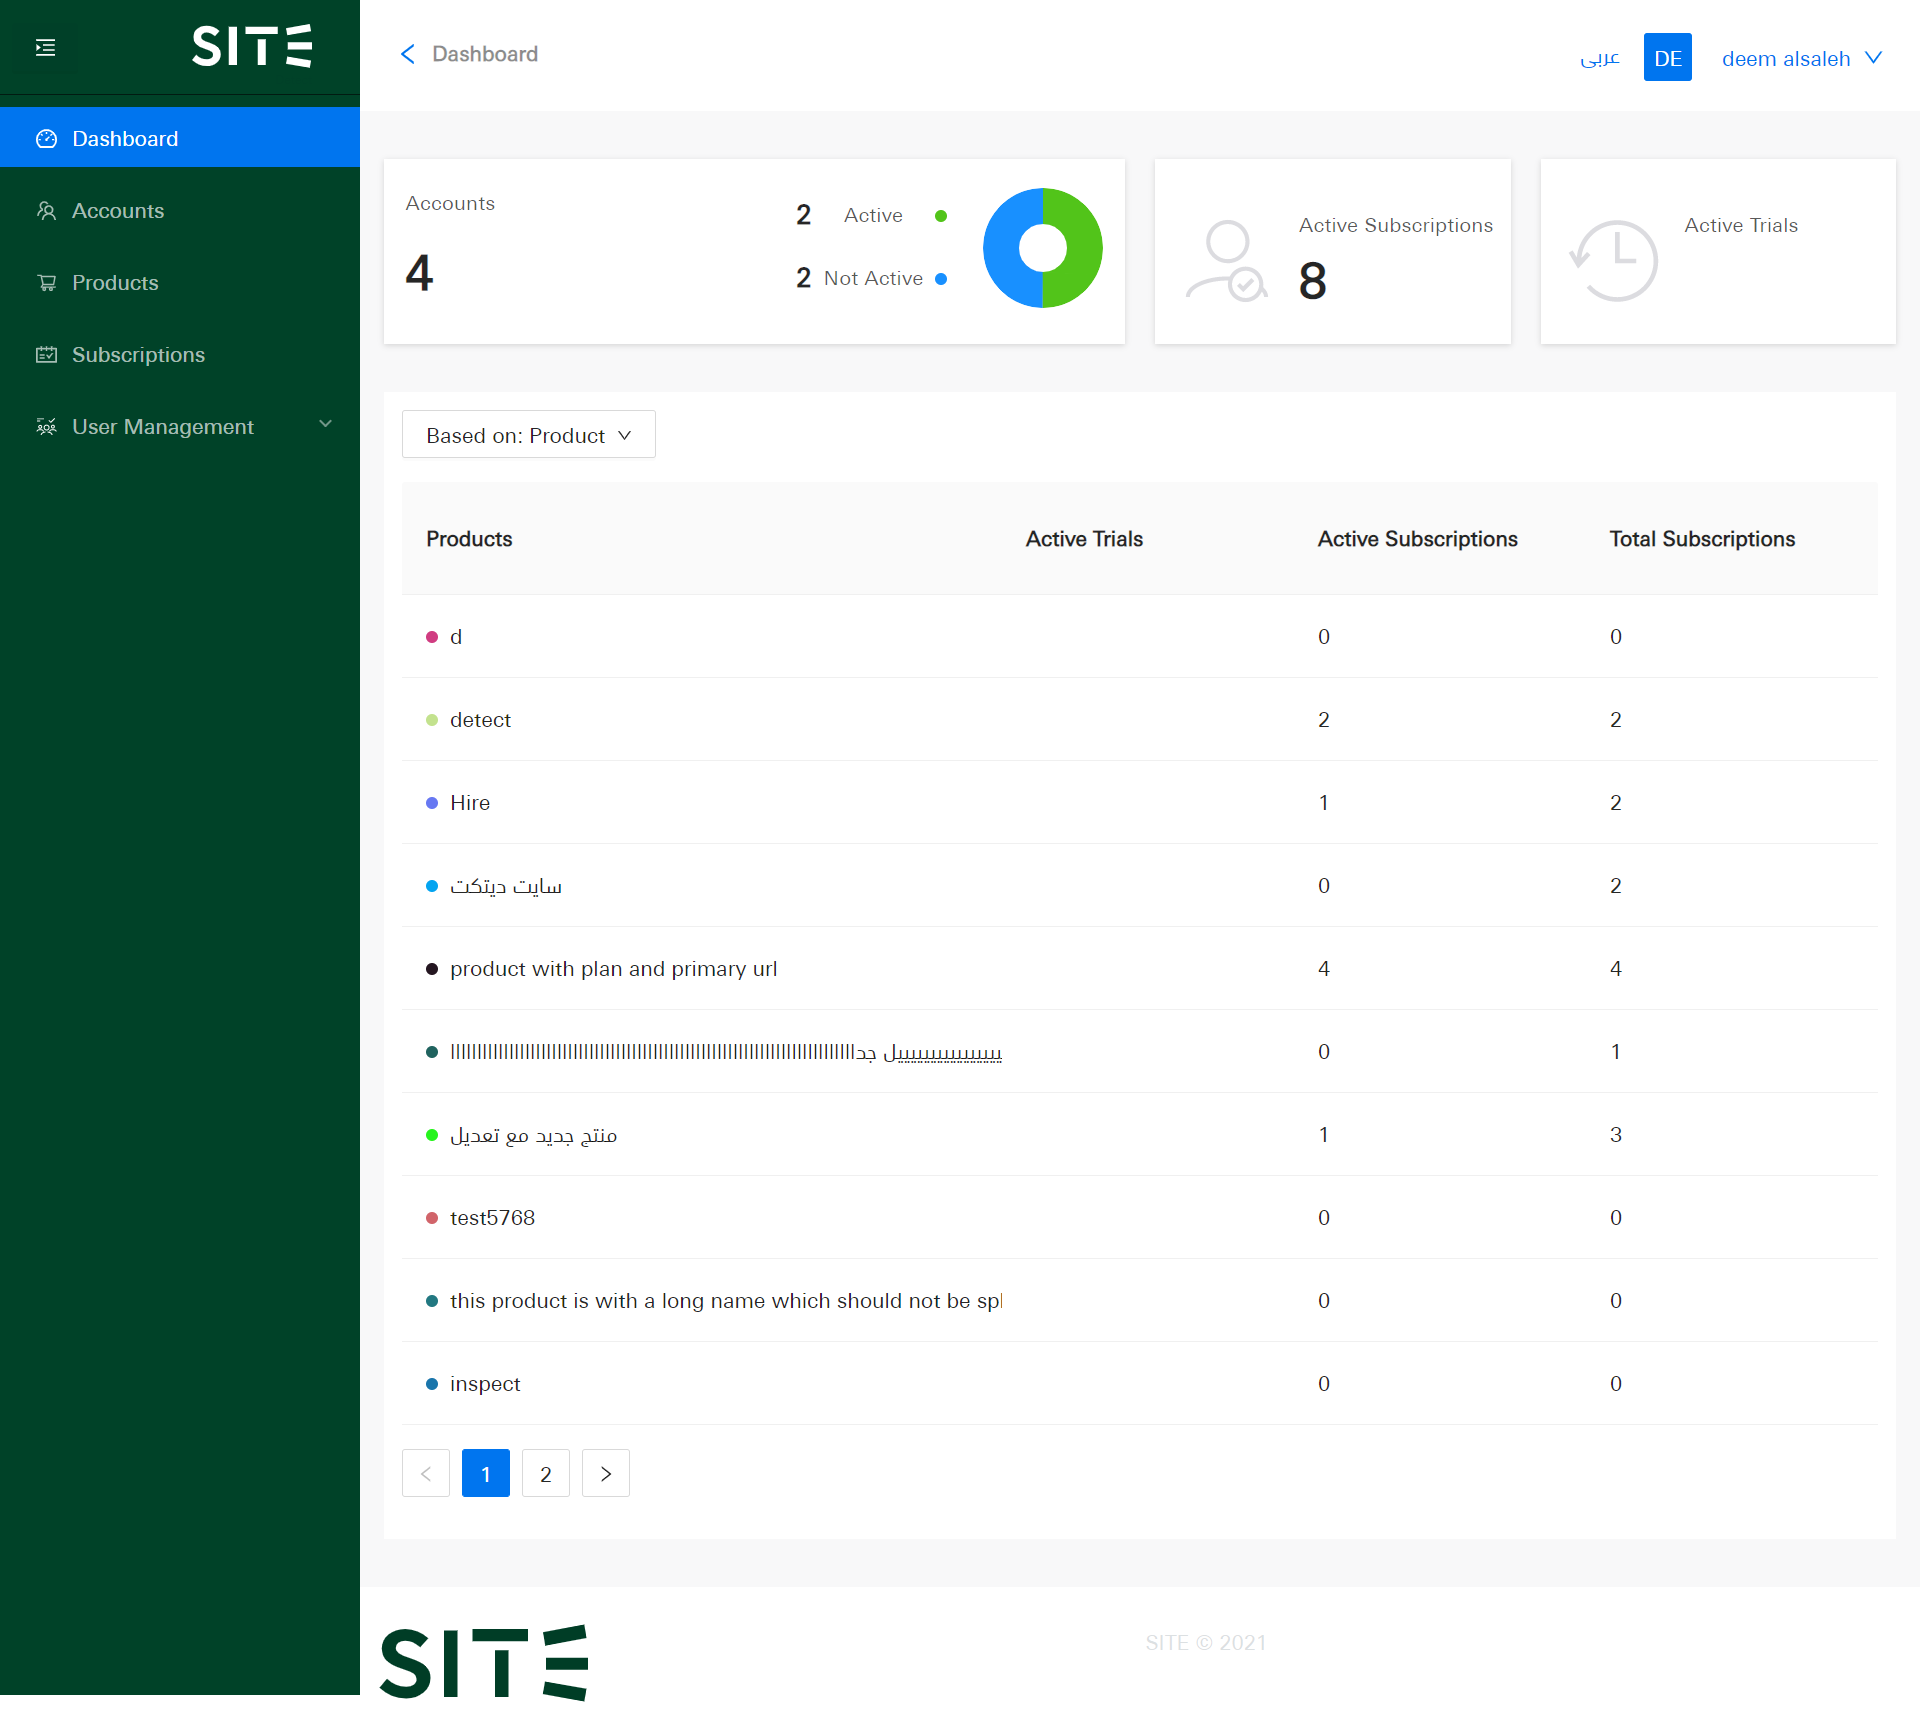 SITE
Dashboard
Accounts
Products
Subscriptions
User Management
Dashboard
عربى
DE
deem alsaleh
Accounts
4
2 Active
2 Not Active
Active Subscriptions
8
Active Trials
Based on: Product
Products Active Trials Active Subscriptions Total Subscriptions
d 0 0
detect 2 2
Hire 1 2
سايت ديتكت 0 2
product with plan and primary url 4 4
0 1
منتج جديد مع تعديل 1 3
test5768 0 0
this product is with a long name which should not be spl 0 0
inspect 0 0
1 2
SITE
SITE © 2021